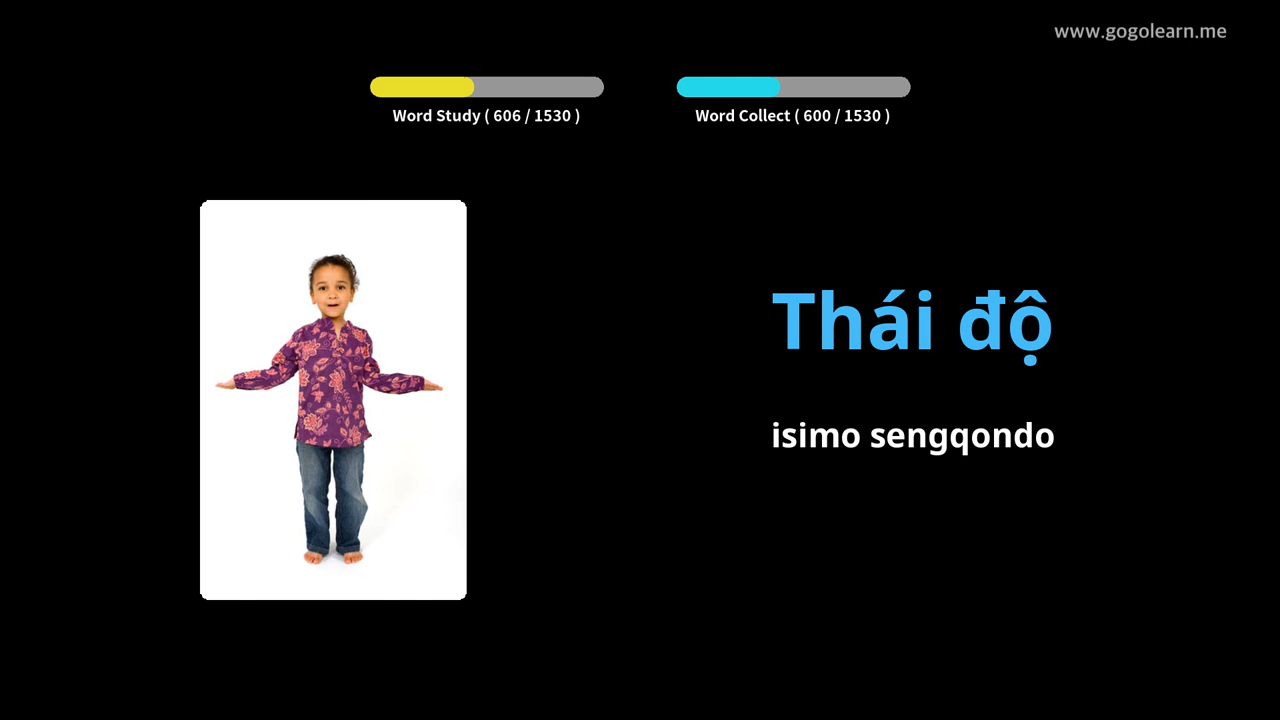 www.gogolearn.me
Word Study ( 606 / 1530 )
Word Collect ( 600 / 1530 )
Thái độ
isimo sengqondo